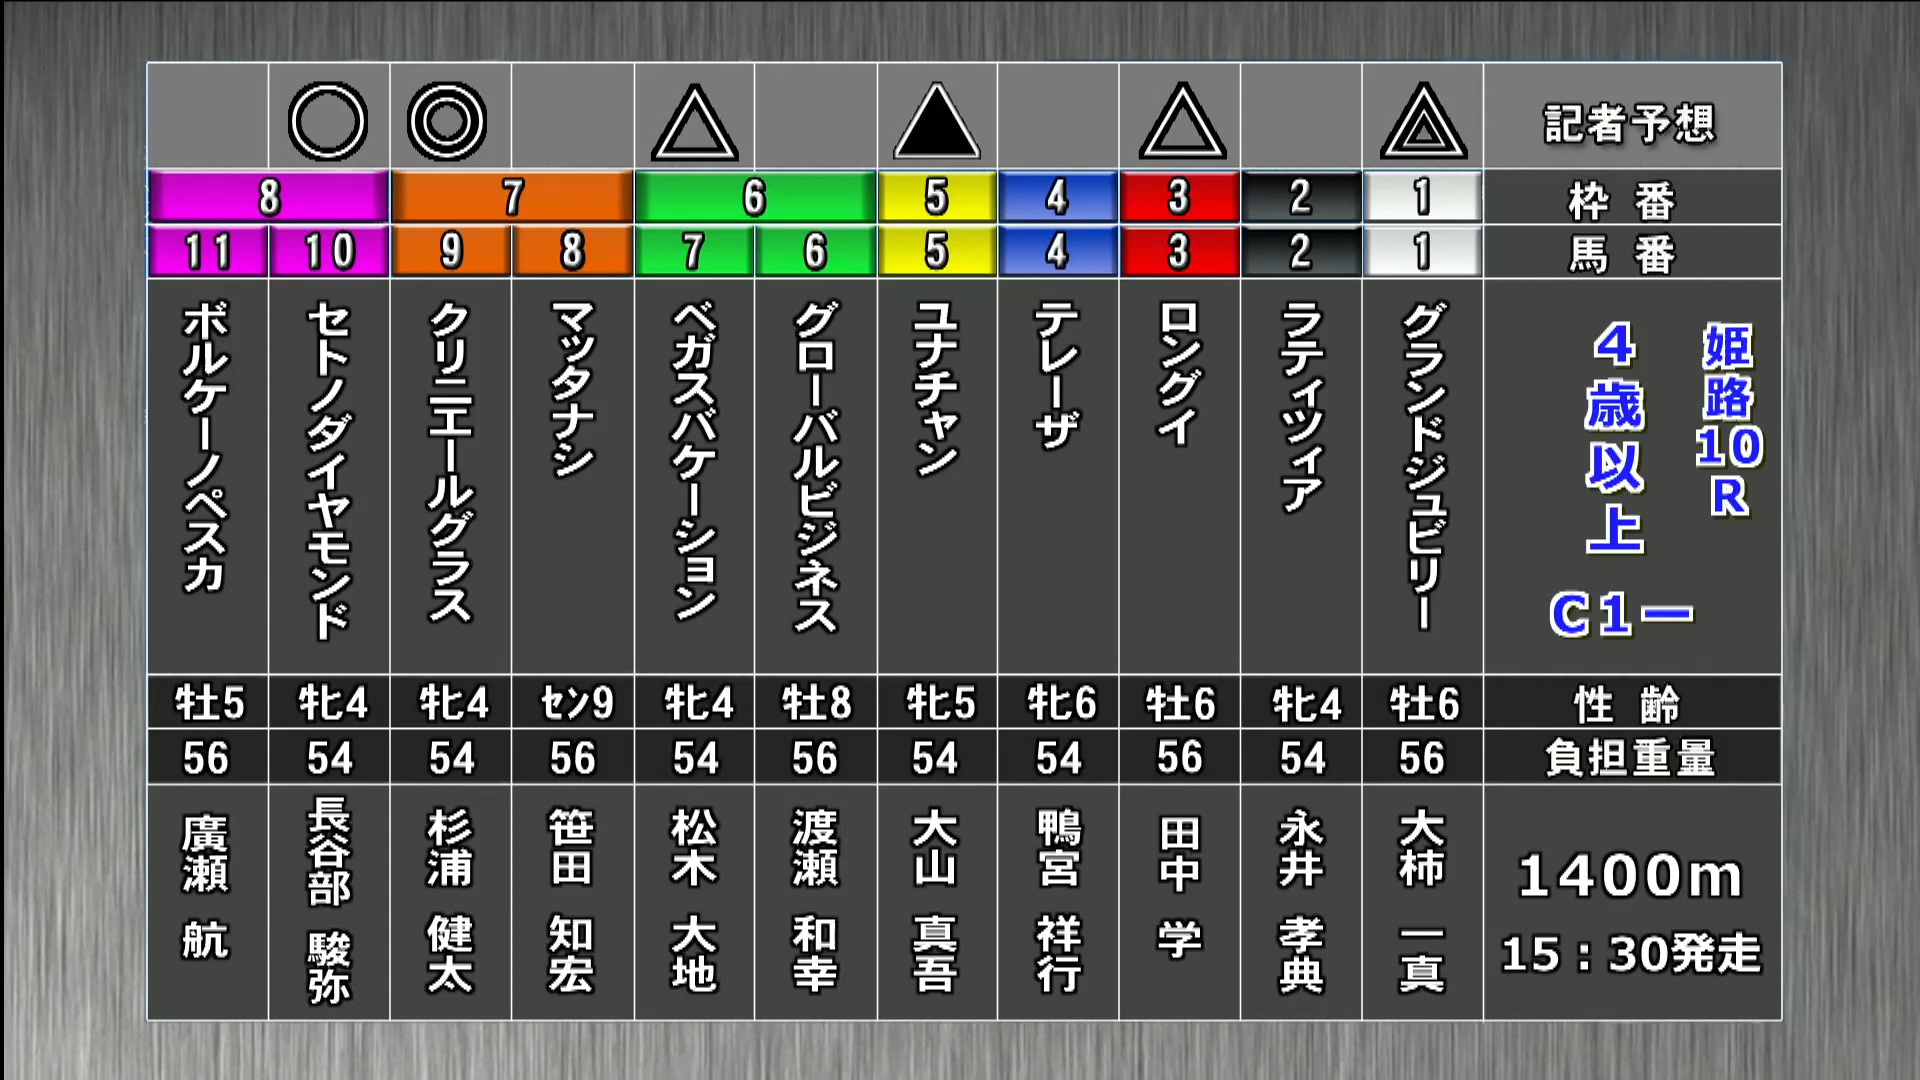 ◯ ◎ △ ▲ △ 記者予想
8 7 6 5 4 3 2 1 枠番
11 10 9 8 7 6 5 4 3 2 1 馬番
姫路10R
4歳以上
C1一
グランドジュビリー
ラティツィア
ロングイ
テレーザ
ユナチャン
グローバルビジネス
ベガスバケーション
マッタナシ
クリニエールグラス
セトノダイヤモンド
ボルケーノペスカ
牡5 牝4 牝4 セン9 牝4 牡8 牝5 牝6 牡6 牝4 牡6 性齢
56 54 54 56 54 56 54 54 56 54 56 負担重量
1400m
15：30発走
大柿 一真
永井 孝典
田中 学
鴨宮 祥行
大山 真吾
渡瀬 和幸
松木 大地
笹田 知宏
杉浦 健太
長谷部 駿弥
廣瀬 航